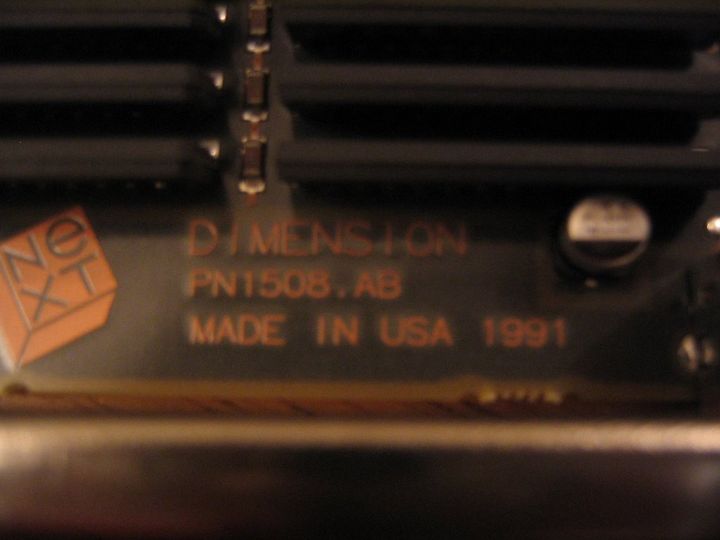 NeXT
DIMENSION
PN1508.AB
MADE IN USA 1991